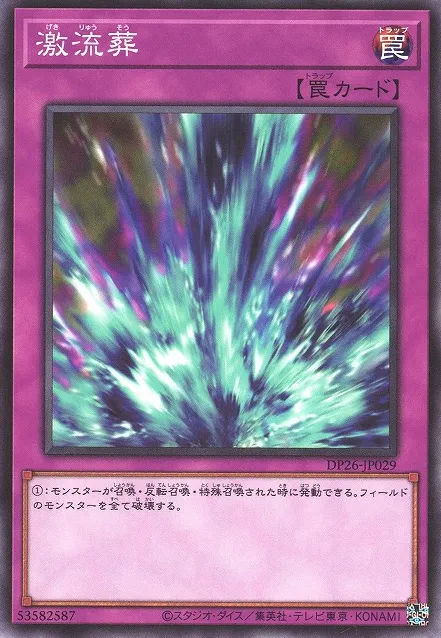 激流葬
げきりゅうそう
罠
トラップ
【罠カード】
トラップ
DP26-JP029
①：モンスターが召喚・反転召喚・特殊召喚された時に発動できる。フィールド
のモンスターを全て破壊する。
53582587
©スタジオ・ダイス／集英社・テレビ東京・KONAMI